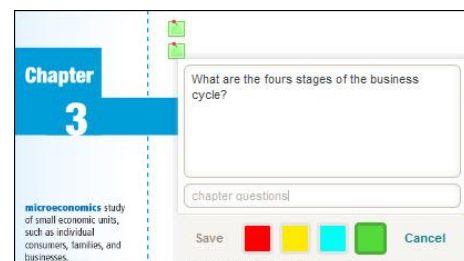 Chapter
3
What are the fours stages of the business
cycle?
chapter questions
microeconomics study
of small economic units,
such as individual
consumers, families, and
businesses.
Save
Cancel